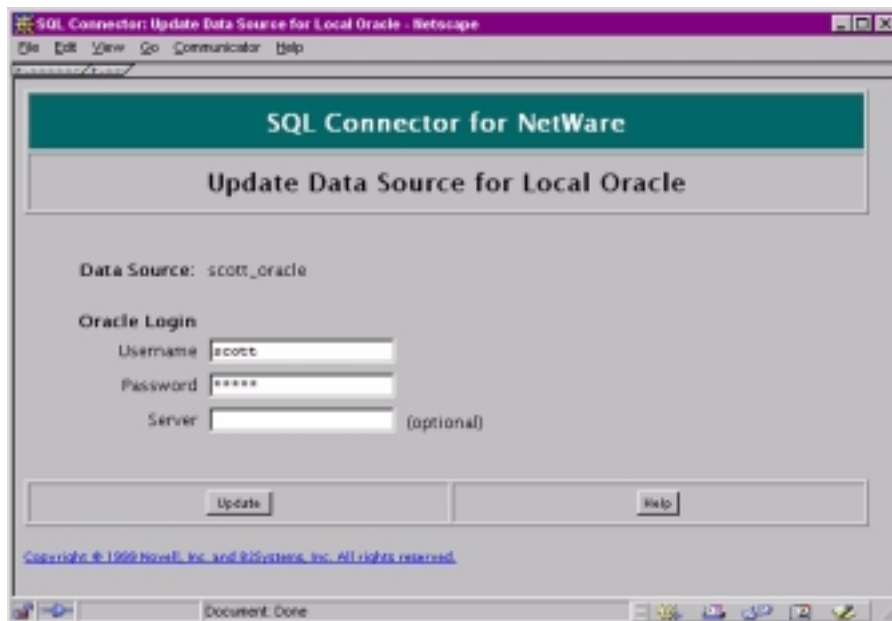 SQL Connector: Update Data Source for Local Oracle - Netscape
File Edit View Go Communicator Help
SQL Connector for NetWare
Update Data Source for Local Oracle
Data Source: scott_oracle
Oracle Login
Username scott
Password *****
Server (optional)
Update Help
Copyright © 1999 Novell, Inc. and B2Systems, Inc. All rights reserved.
Document: Done